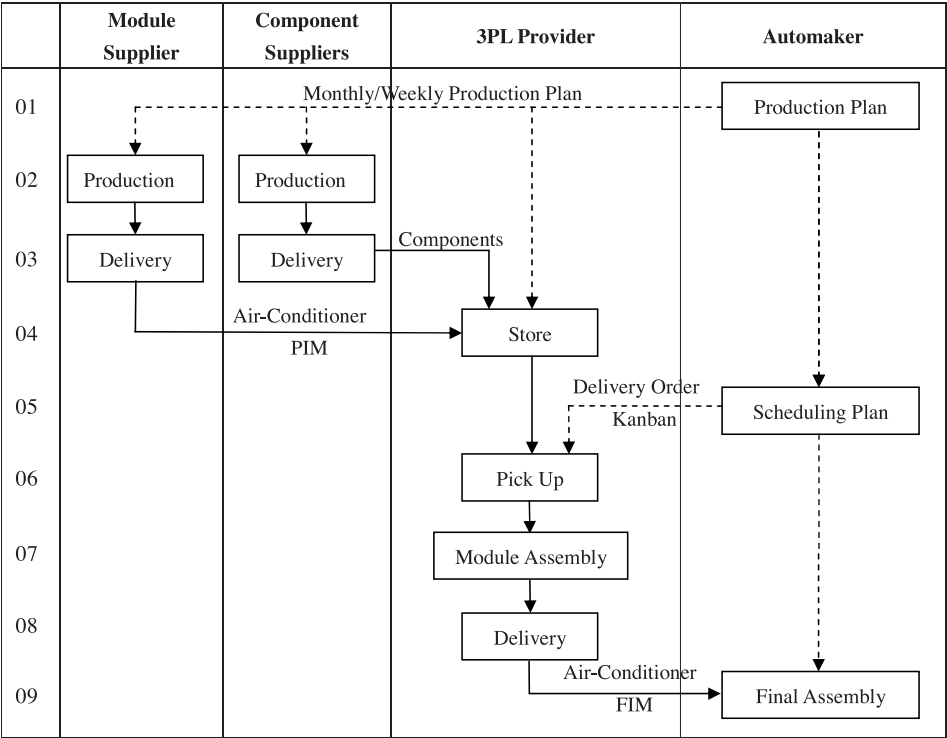 Module
Supplier
Component
Suppliers
3PL Provider
Automaker
01
Monthly/Weekly Production Plan
Production Plan
02
Production
Production
03
Delivery
Delivery
Components
04
Air-Conditioner
PIM
Store
05
Delivery Order
Kanban
Scheduling Plan
06
Pick Up
07
Module Assembly
08
Delivery
09
Air-Conditioner
FIM
Final Assembly